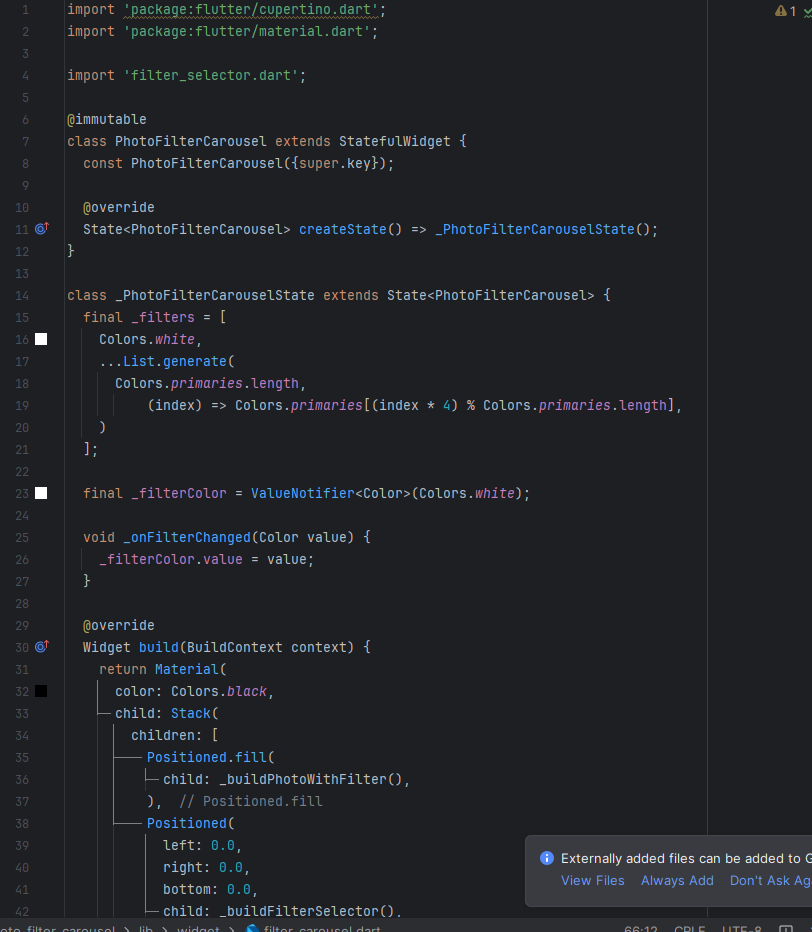 1 import 'package:flutter/cupertino.dart';
2 import 'package:flutter/material.dart';
3
4 import 'filter_selector.dart';
5
6 @immutable
7 class PhotoFilterCarousel extends StatefulWidget {
8 const PhotoFilterCarousel({super.key});
9
10 @override
11 State<PhotoFilterCarousel> createState() => _PhotoFilterCarouselState();
12 }
13
14 class _PhotoFilterCarouselState extends State<PhotoFilterCarousel> {
15 final _filters = [
16 Colors.white,
17 ...List.generate(
18 Colors.primaries.length,
19 (index) => Colors.primaries[(index * 4) % Colors.primaries.length],
20 )
21 ];
22
23 final _filterColor = ValueNotifier<Color>(Colors.white);
24
25 void _onFilterChanged(Color value) {
26 _filterColor.value = value;
27 }
28
29 @override
30 Widget build(BuildContext context) {
31 return Material(
32 color: Colors.black,
33 child: Stack(
34 children: [
35 Positioned.fill(
36 child: _buildPhotoWithFilter(),
37 ), // Positioned.fill
38 Positioned(
39 left: 0.0,
40 right: 0.0,
41 bottom: 0.0,
42 child: _buildFilterSelector(),
1
Externally added files can be added to G
View Files Always Add Don't Ask Ag
oto_filter_carousel > lib > widget > filter_carousel.dart 66:12 CRLF UTF-8